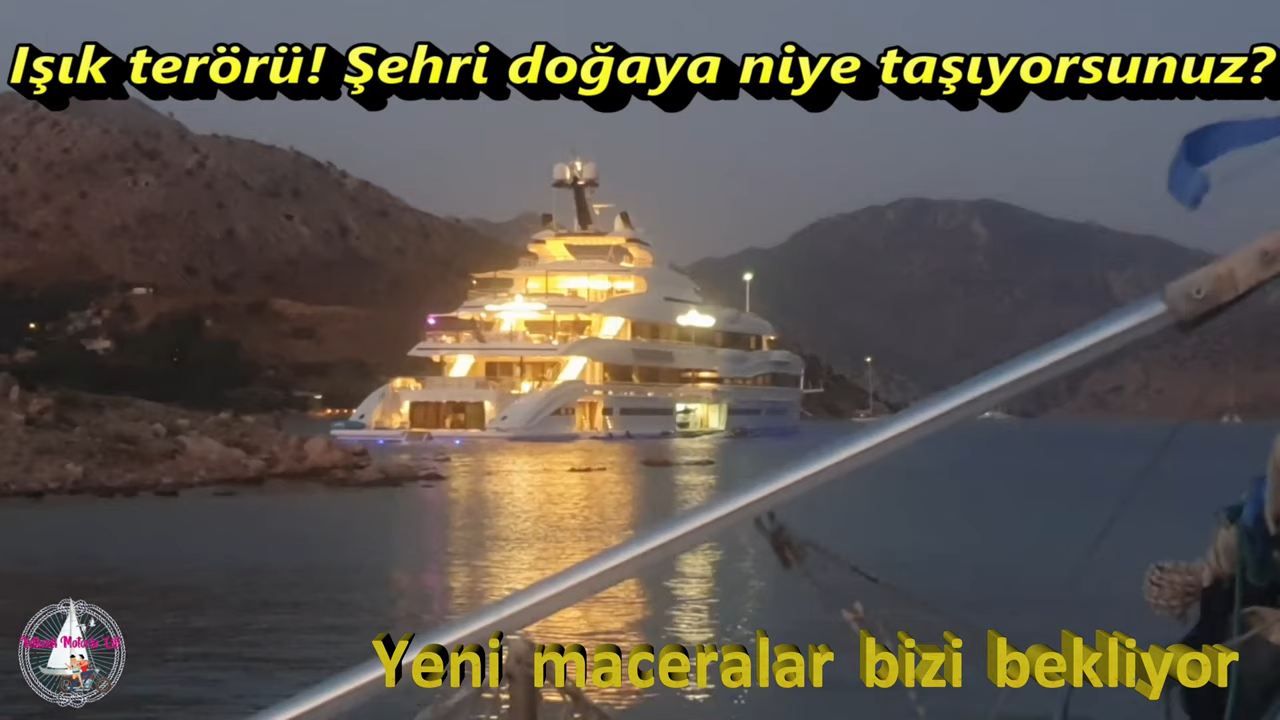 Işık terörü! Şehri doğaya niye taşıyorsunuz?
Yeni maceralar bizi bekliyor